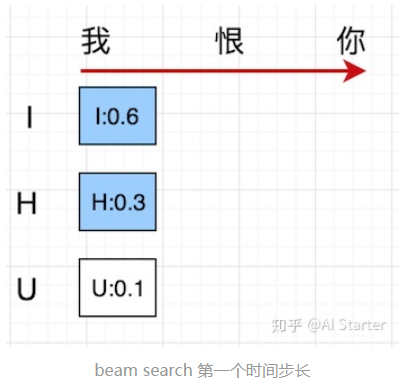 我 恨 你
I I:0.6
H H:0.3
U U:0.1
知乎 @AI Starter
beam search 第一个时间步长